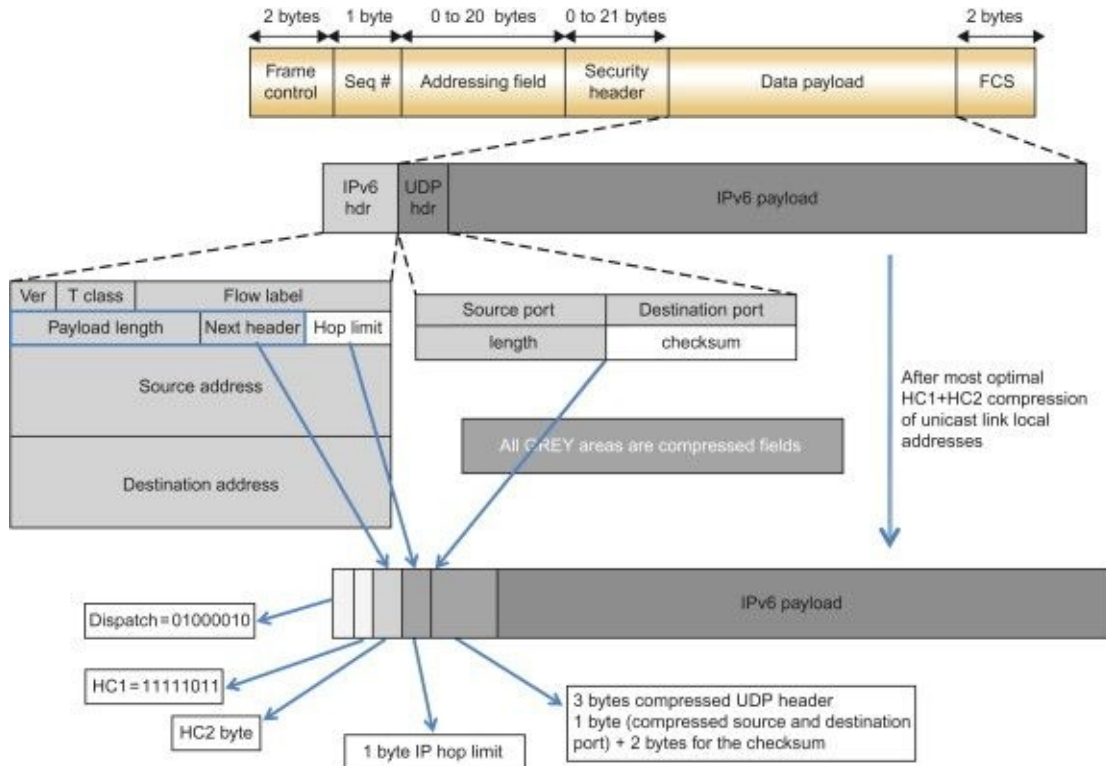 2 bytes
1 byte
0 to 20 bytes
0 to 21 bytes
2 bytes
Frame
control
Seq #
Addressing field
Security
header
Data payload
FCS
IPv6
hdr
UDP
hdr
IPv6 payload
Ver
T class
Flow label
Payload length
Next header
Hop limit
Source address
Destination address
Source port
Destination port
length
checksum
All GREY areas are compressed fields
After most optimal
HC1+HC2 compression
of unicast link local
addresses
IPv6 payload
Dispatch=01000010
HC1=11111011
HC2 byte
1 byte IP hop limit
3 bytes compressed UDP header
1 byte (compressed source and destination
port) + 2 bytes for the checksum